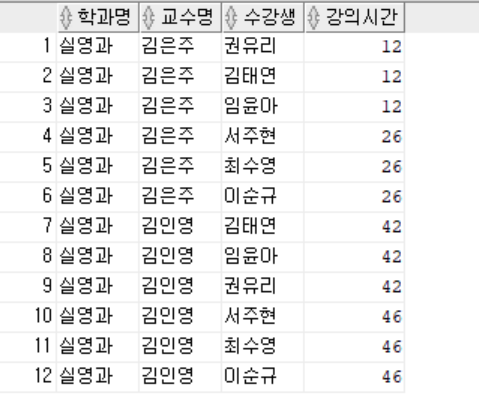 학과명 교수명 수강생 강의시간
1 실영과 김은주 권유리 12
2 실영과 김은주 김태연 12
3 실영과 김은주 임윤아 12
4 실영과 김은주 서주현 26
5 실영과 김은주 최수영 26
6 실영과 김은주 이순규 26
7 실영과 김인영 김태연 42
8 실영과 김인영 임윤아 42
9 실영과 김인영 권유리 42
10 실영과 김인영 서주현 46
11 실영과 김인영 최수영 46
12 실영과 김인영 이순규 46